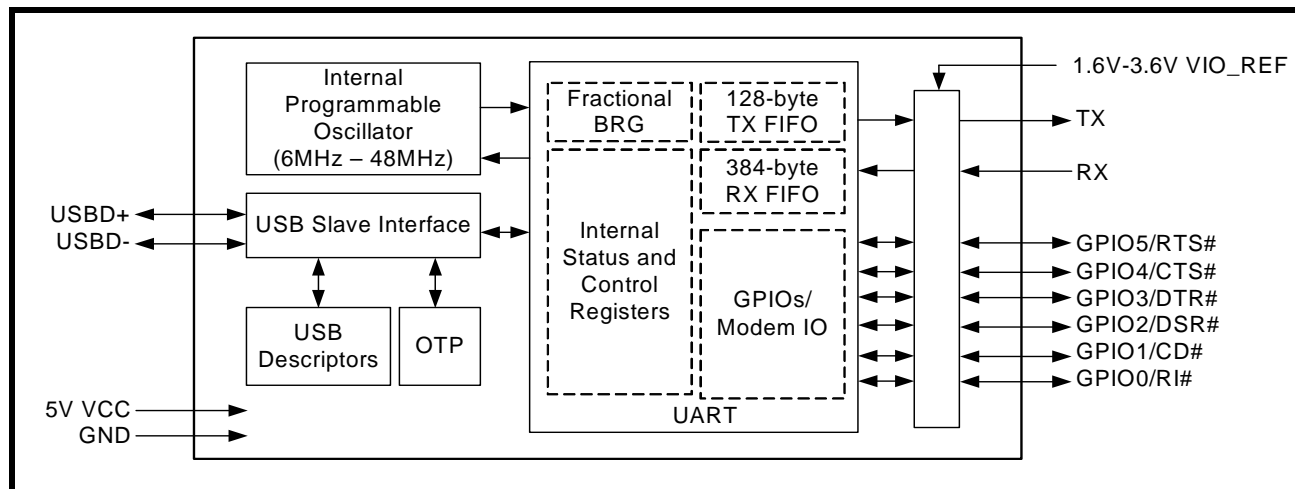 Internal
Programmable
Oscillator
(6MHz – 48MHz)
Fractional
BRG
128-byte
TX FIFO
384-byte
RX FIFO
1.6V-3.6V VIO_REF
TX
RX
USBD+
USBD-
USB Slave Interface
Internal
Status and
Control
Registers
GPIOs/
Modem IO
GPIO5/RTS#
GPIO4/CTS#
GPIO3/DTR#
GPIO2/DSR#
GPIO1/CD#
GPIO0/RI#
USB
Descriptors
OTP
5V VCC
GND
UART